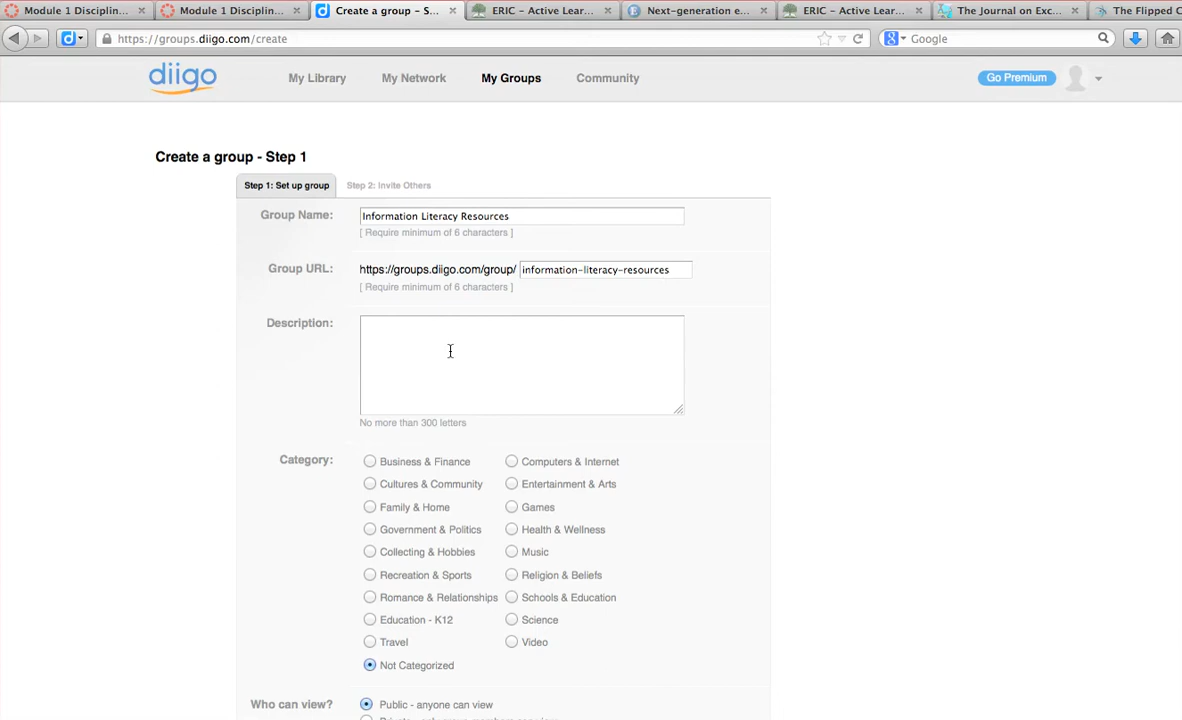 Module 1 Disciplin... Module 1 Disciplin... Create a group – S... ERIC – Active Lear... Next-generation e... ERIC – Active Lear... The Journal on Exc... The Flipped C
https://groups.diigo.com/create Google
diigo My Library My Network My Groups Community Go Premium
Create a group - Step 1
Step 1: Set up group Step 2: Invite Others
Group Name: Information Literacy Resources
[ Require minimum of 6 characters ]
Group URL: https://groups.diigo.com/group/ information-literacy-resources
[ Require minimum of 6 characters ]
Description:
No more than 300 letters
Category: Business & Finance Computers & Internet
Cultures & Community Entertainment & Arts
Family & Home Games
Government & Politics Health & Wellness
Collecting & Hobbies Music
Recreation & Sports Religion & Beliefs
Romance & Relationships Schools & Education
Education - K12 Science
Travel Video
Not Categorized
Who can view? Public - anyone can view